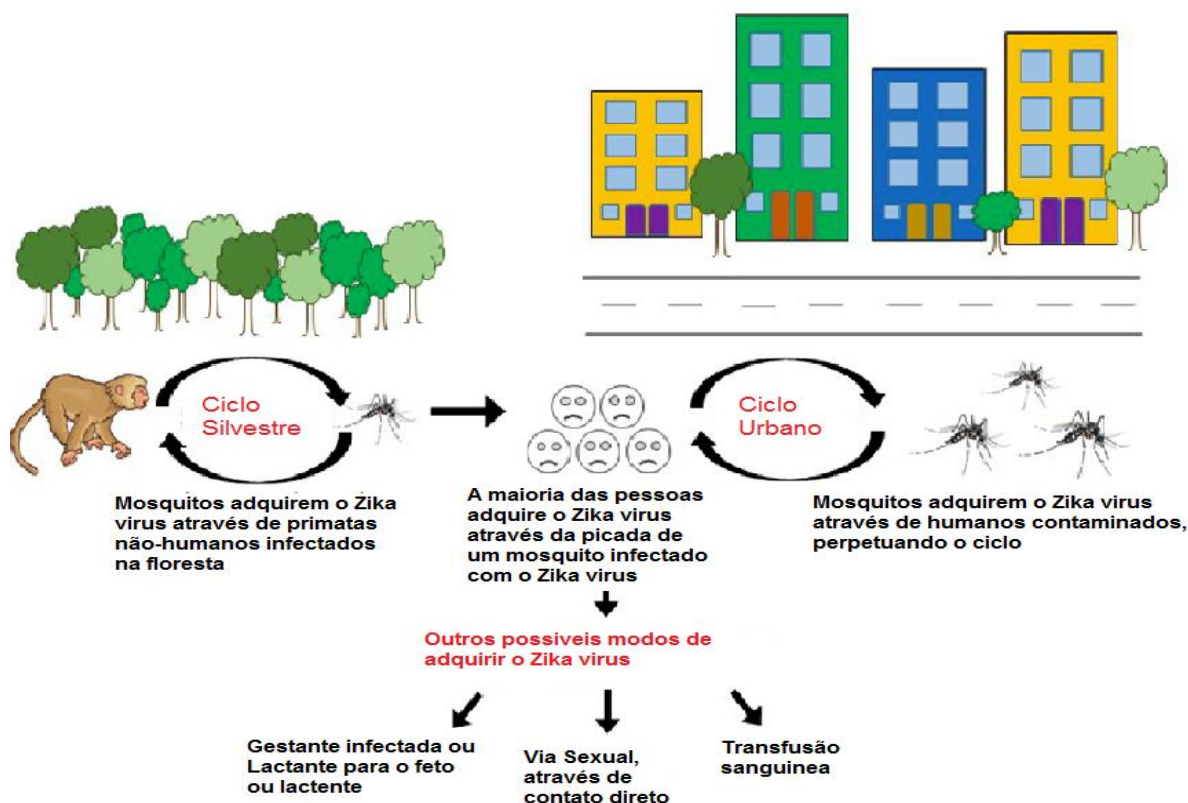 Ciclo
Silvestre
Ciclo
Urbano
Mosquitos adquirem o Zika
virus através de primatas
não-humanos infectados
na floresta
A maioria das pessoas
adquire o Zika virus
através da picada de
um mosquito infectado
com o Zika virus
Mosquitos adquirem o Zika virus
através de humanos contaminados,
perpetuando o ciclo
Outros possiveis modos de
adquirir o Zika virus
Gestante infectada ou
Lactante para o feto
ou lactente
Via Sexual,
através de
contato direto
Transfusão
sanguinea